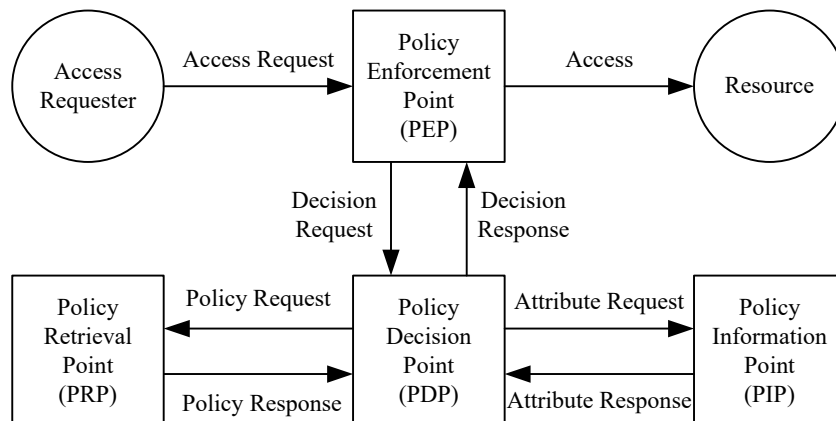 Access
Requester
Access Request
Policy
Enforcement
Point
(PEP)
Access
Resource
Decision
Request
Decision
Response
Policy
Retrieval
Point
(PRP)
Policy Request
Policy Response
Policy
Decision
Point
(PDP)
Attribute Request
Attribute Response
Policy
Information
Point
(PIP)